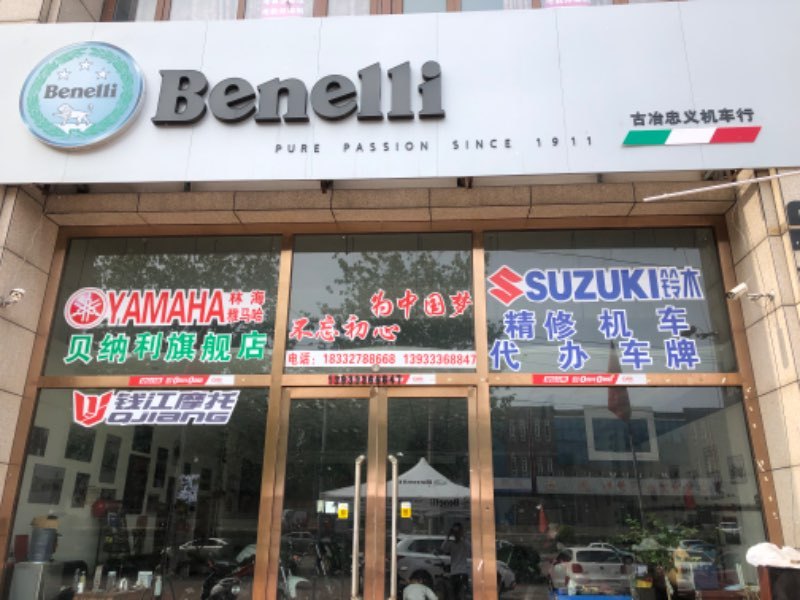 Benelli
Benelli
PURE PASSION SINCE 1911
古冶忠义机车行
YAMAHA 林海
雅马哈
贝纳利旗舰店
为中国梦
不忘初心
电话：18332788668 13933368847
SUZUKI 铃木
精修机车
代办车牌
13933368847
钱江摩托
QJIANG